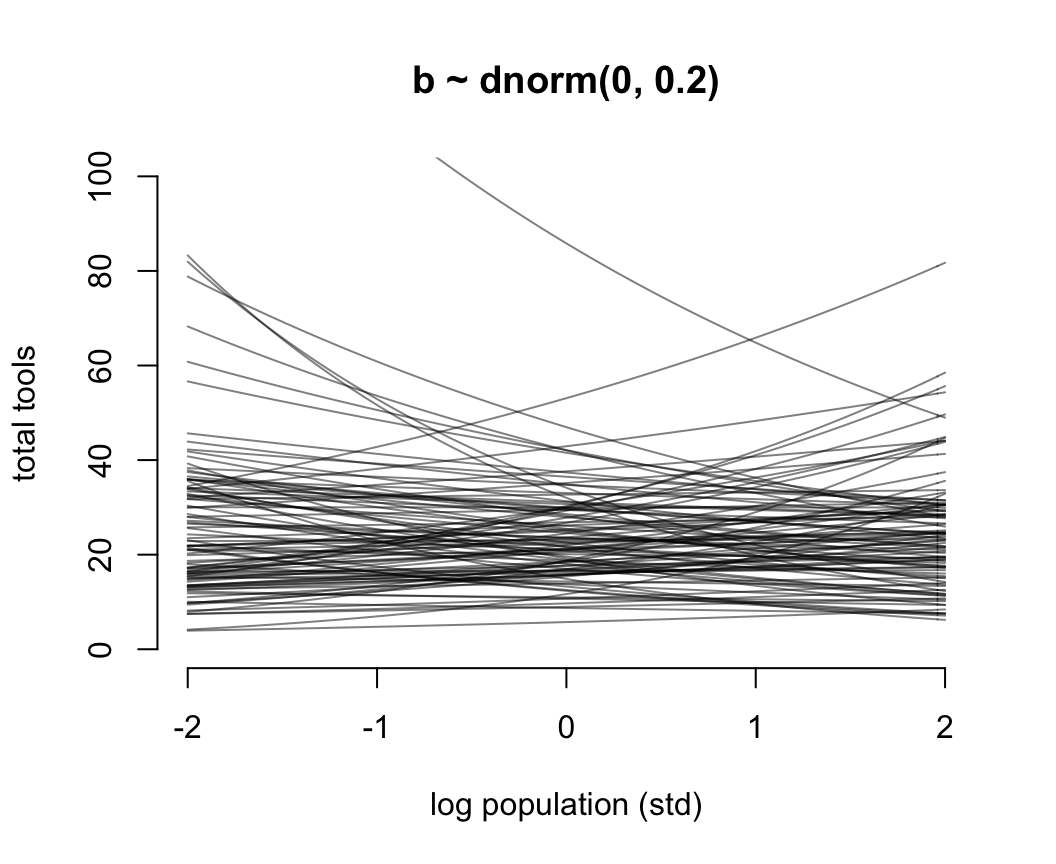 b ~ dnorm(0, 0.2)
total tools
100
80
60
40
20
0
-2 -1 0 1 2
log population (std)